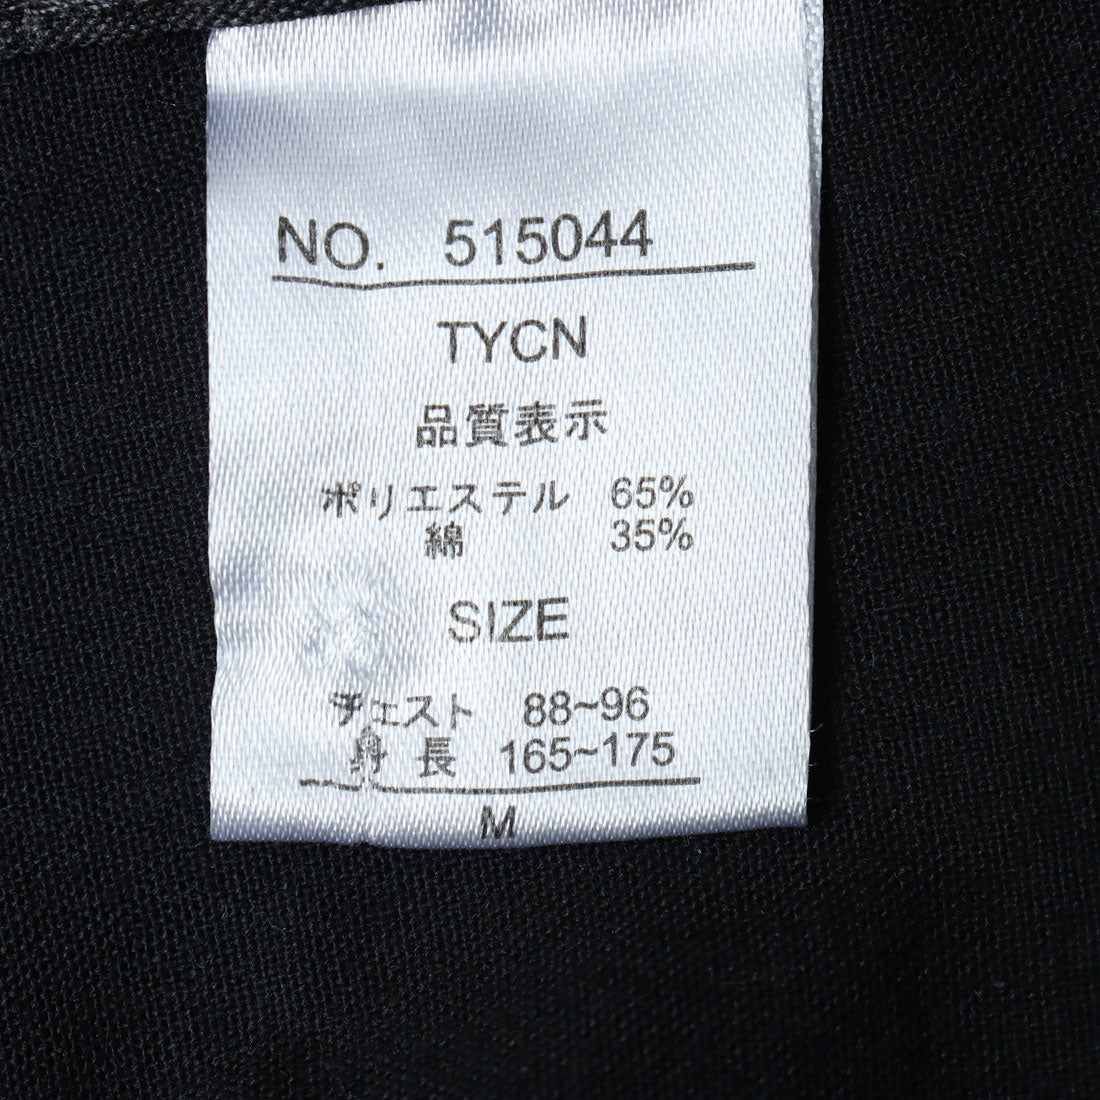 NO. 515044
TYCN
品質表示
ポリエステル 65%
綿 35%
SIZE
チェスト 88~96
身長 165~175
M